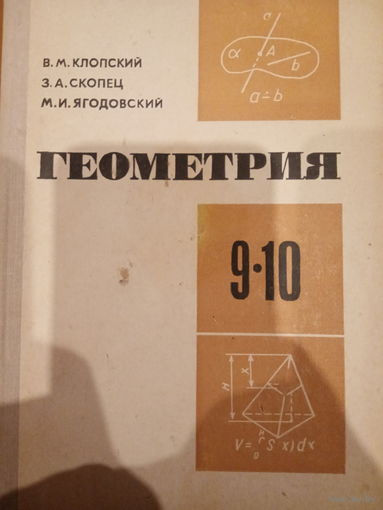 В. М. КЛОПСКИЙ
З. А. СКОПЕЦ
М. И. ЯГОДОВСКИЙ
a
α
A
b
a ∸ b
ГЕОМЕТРИЯ
9·10
H
x